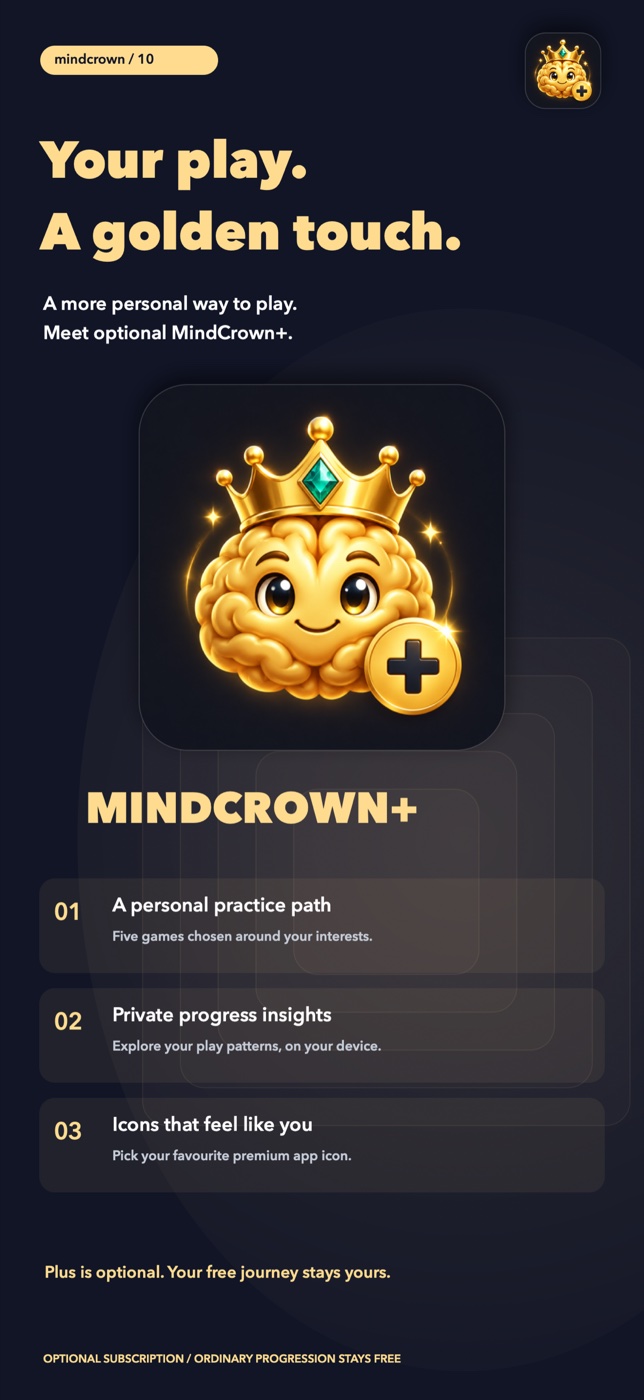 mindcrown / 10
Your play.
A golden touch.
A more personal way to play.
Meet optional MindCrown+.
MINDCROWN+
01
A personal practice path
Five games chosen around your interests.
02
Private progress insights
Explore your play patterns, on your device.
03
Icons that feel like you
Pick your favourite premium app icon.
Plus is optional. Your free journey stays yours.
OPTIONAL SUBSCRIPTION / ORDINARY PROGRESSION STAYS FREE